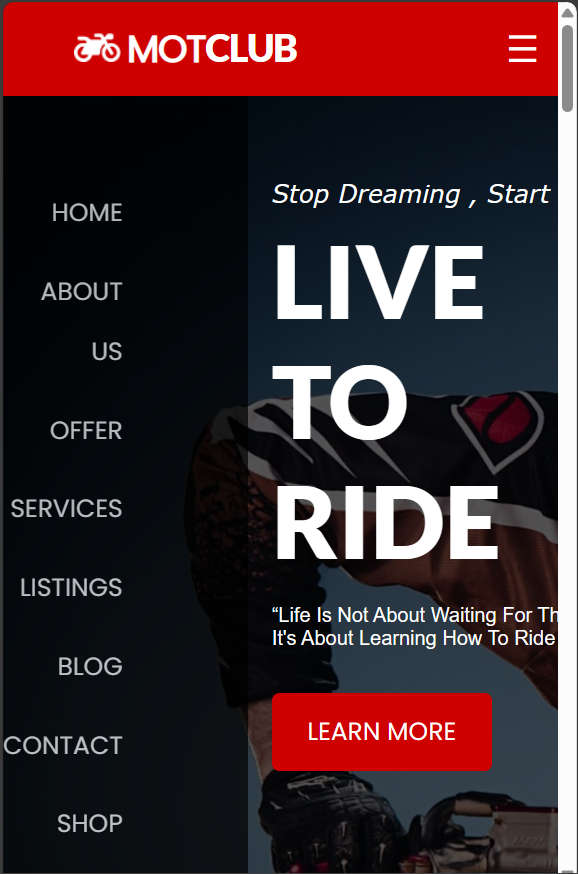 MOTCLUB
HOME
ABOUT
US
OFFER
SERVICES
LISTINGS
BLOG
CONTACT
SHOP
Stop Dreaming , Start
LIVE
TO
RIDE
“Life Is Not About Waiting For Th
It's About Learning How To Ride
LEARN MORE